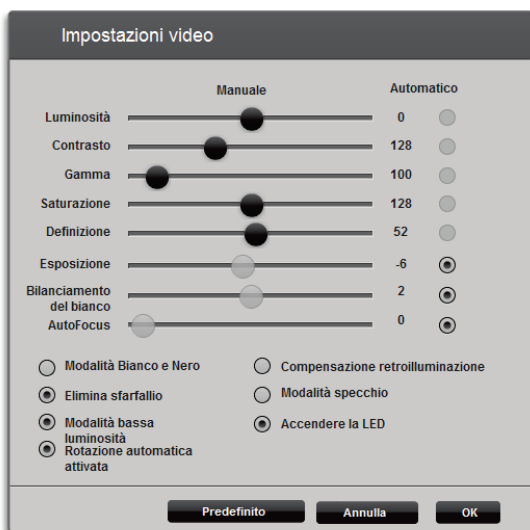 Impostazioni video
Manuale Automatico
Luminosità 0
Contrasto 128
Gamma 100
Saturazione 128
Definizione 52
Esposizione -6
Bilanciamento
del bianco 2
AutoFocus 0
Modalità Bianco e Nero
Elimina sfarfallio
Modalità bassa
luminosità
Rotazione automatica
attivata
Compensazione retroilluminazione
Modalità specchio
Accendere la LED
Predefinito Annulla OK